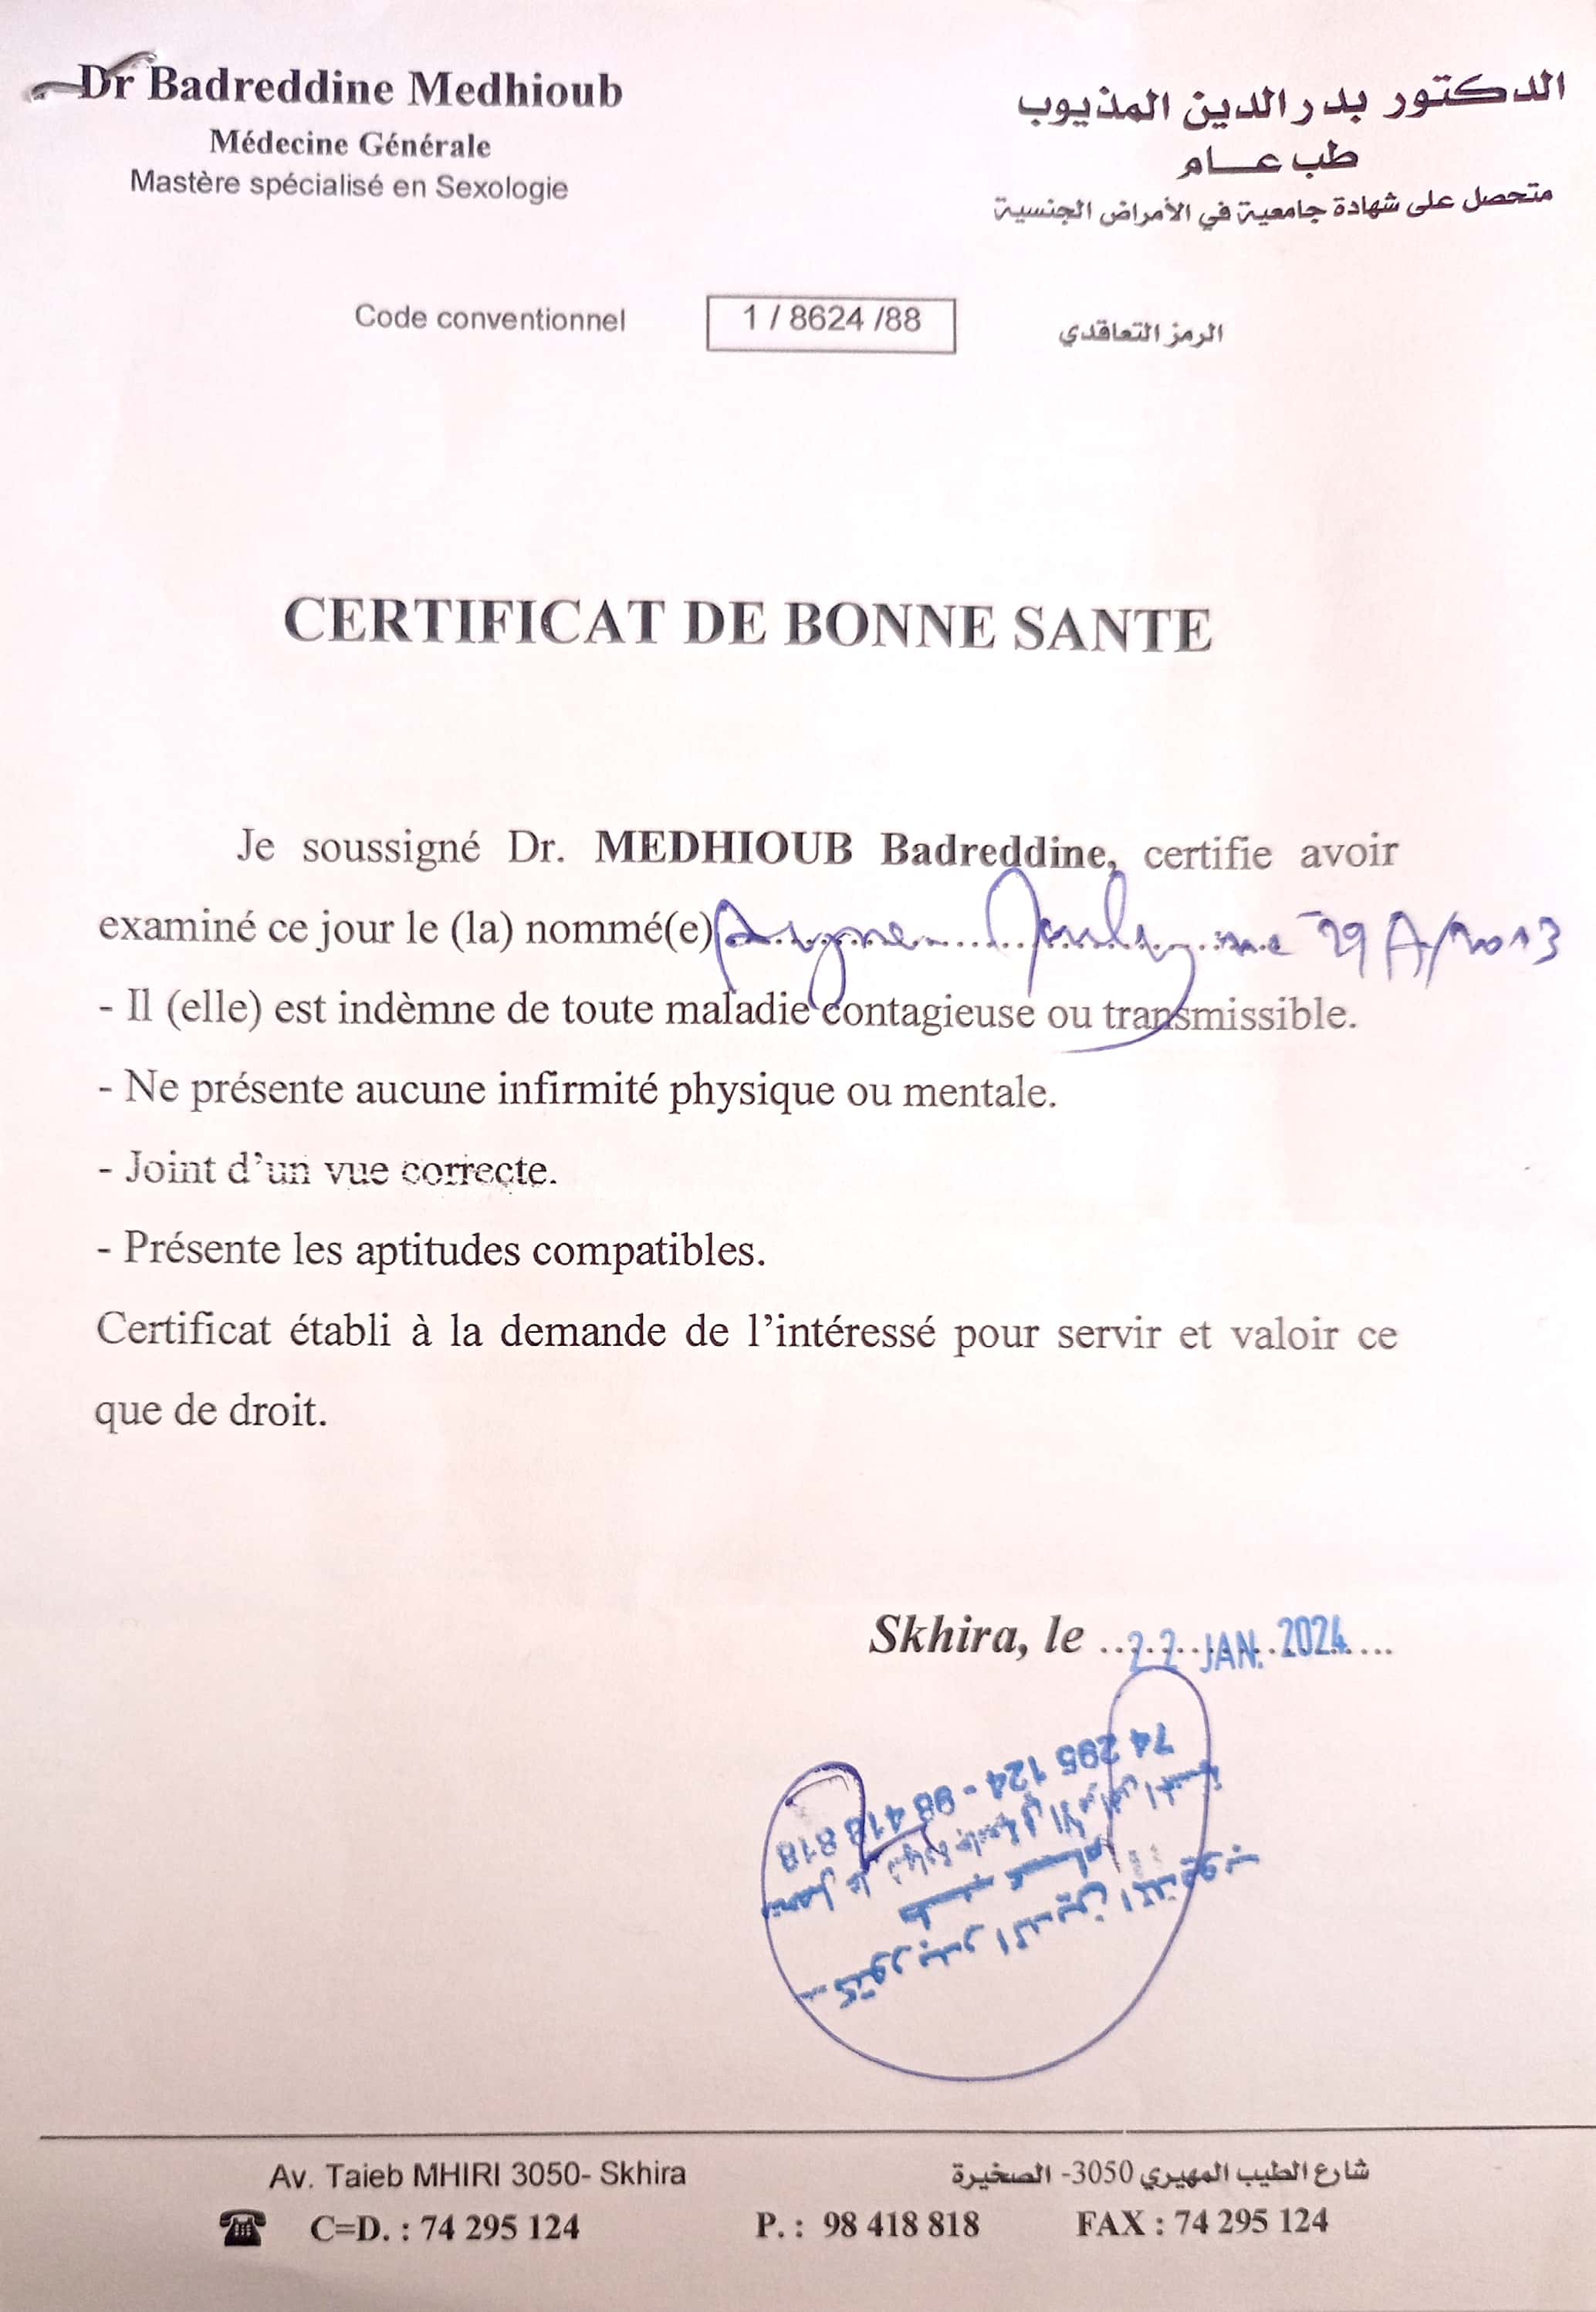 Dr Badreddine Medhioub
Médecine Générale
Mastère spécialisé en Sexologie
الدكتور بدر الدين المذيوب
طب عــام
متحصل على شهادة جامعية في الأمراض الجنسية
Code conventionnel 1 / 8624 /88 الرمز التعاقدي
CERTIFICAT DE BONNE SANTE
Je soussigné Dr. MEDHIOUB Badreddine, certifie avoir
examiné ce jour le (la) nommé(e)
- Il (elle) est indèmne de toute maladie contagieuse ou transmissible.
- Ne présente aucune infirmité physique ou mentale.
- Joint d'un vue correcte.
- Présente les aptitudes compatibles.
Certificat établi à la demande de l'intéressé pour servir et valoir ce
que de droit.
Skhira, le ..22 JAN. 2024....
74 295 124 - 98 418 818
Av. Taieb MHIRI 3050- Skhira شارع الطيب المهيري 3050- الصخيرة
☎ C=D. : 74 295 124 P. : 98 418 818 FAX : 74 295 124